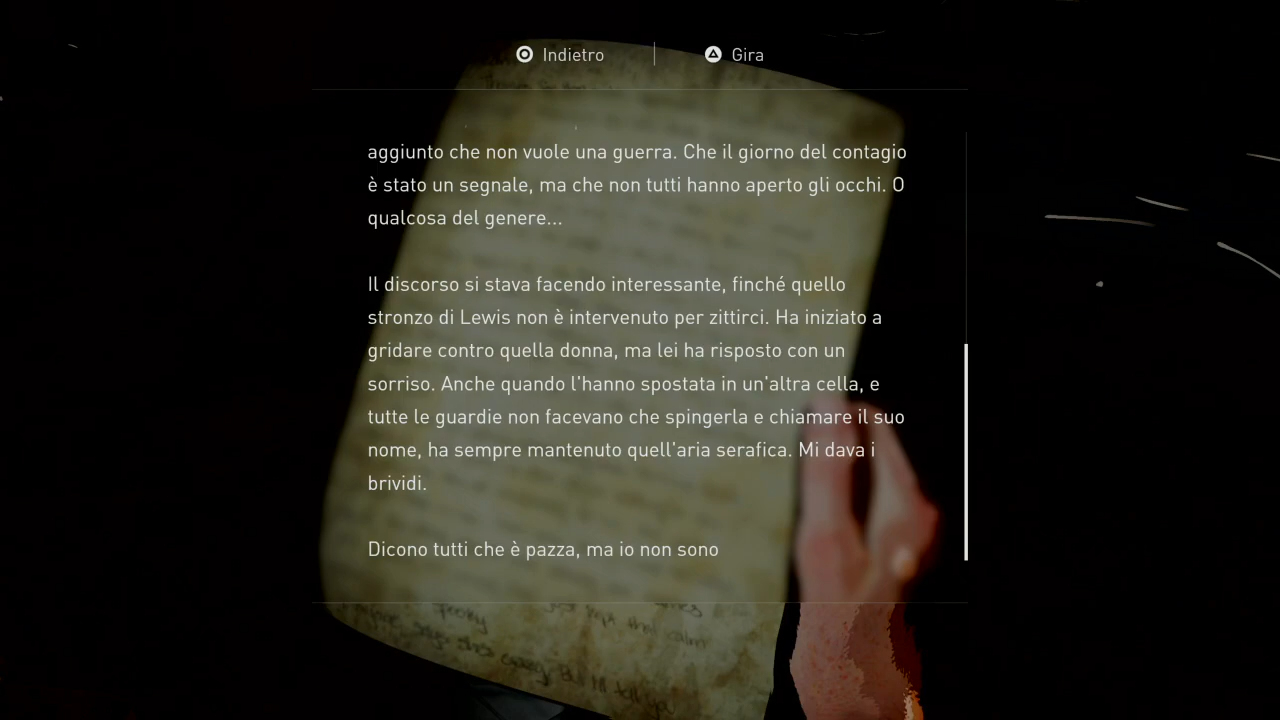 Indietro
Gira
aggiunto che non vuole una guerra. Che il giorno del contagio
è stato un segnale, ma che non tutti hanno aperto gli occhi. O
qualcosa del genere...
Il discorso si stava facendo interessante, finché quello
stronzo di Lewis non è intervenuto per zittirci. Ha iniziato a
gridare contro quella donna, ma lei ha risposto con un
sorriso. Anche quando l'hanno spostata in un'altra cella, e
tutte le guardie non facevano che spingerla e chiamare il suo
nome, ha sempre mantenuto quell'aria serafica. Mi dava i
brividi.
Dicono tutti che è pazza, ma io non sono